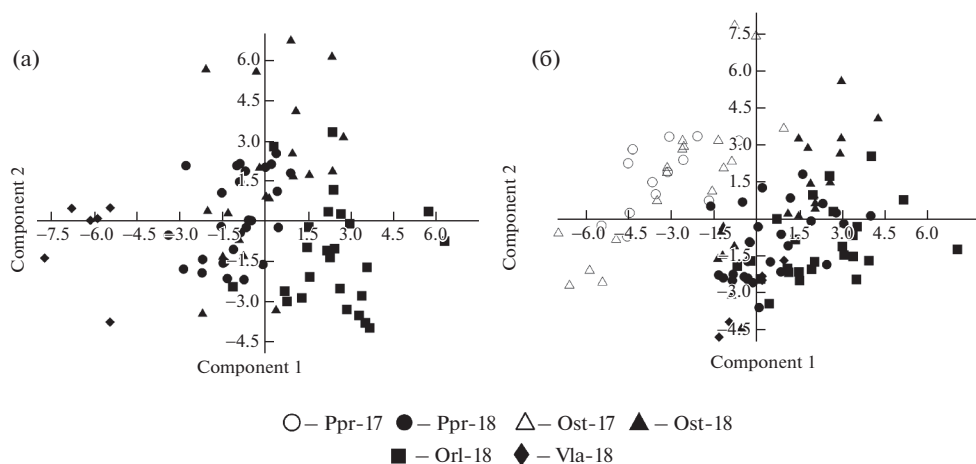 (а)
6.0
4.5
3.0
1.5
−7.5 −6.0 −4.5 −3.0 −1.5 0 1.5 3.0 4.5 6.0
−1.5
−3.0
−4.5
Component 2
Component 1
(б)
7.5
6.0
4.5
3.0
1.5
−6.0 −4.5 −3.0 −1.5 0 1.5 3.0 4.5 6.0
−1.5
−3.0
−4.5
Component 2
Component 1
– Ppr-17 – Ppr-18 – Ost-17 – Ost-18
– Orl-18 – Vla-18